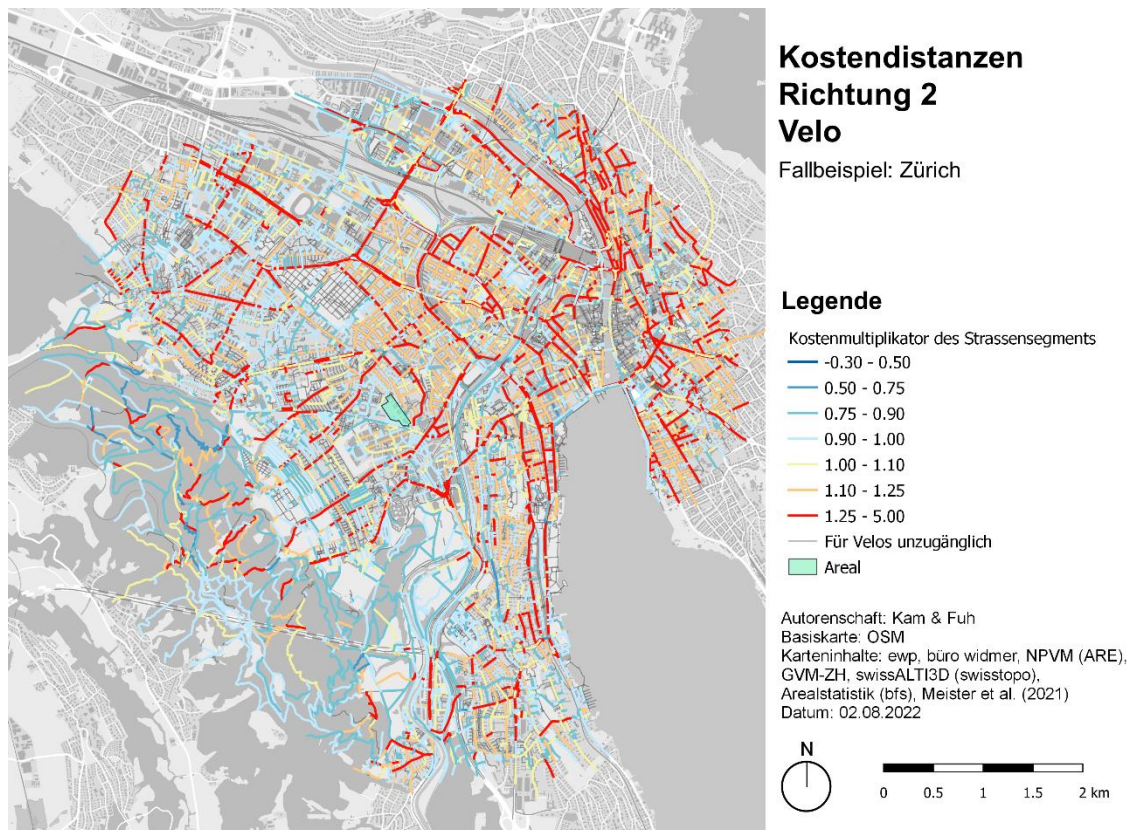 Kostendistanzen
Richtung 2
Velo
Fallbeispiel: Zürich
Legende
Kostenmultiplikator des Strassensegments
-0.30 - 0.50
0.50 - 0.75
0.75 - 0.90
0.90 - 1.00
1.00 - 1.10
1.10 - 1.25
1.25 - 5.00
Für Velos unzugänglich
Areal
Autorenschaft: Kam & Fuh
Basiskarte: OSM
Karteninhalte: ewp, büro widmer, NPVM (ARE),
GVM-ZH, swissALTI3D (swisstopo),
Arealstatistik (bfs), Meister et al. (2021)
Datum: 02.08.2022
N
0 0.5 1 1.5 2 km